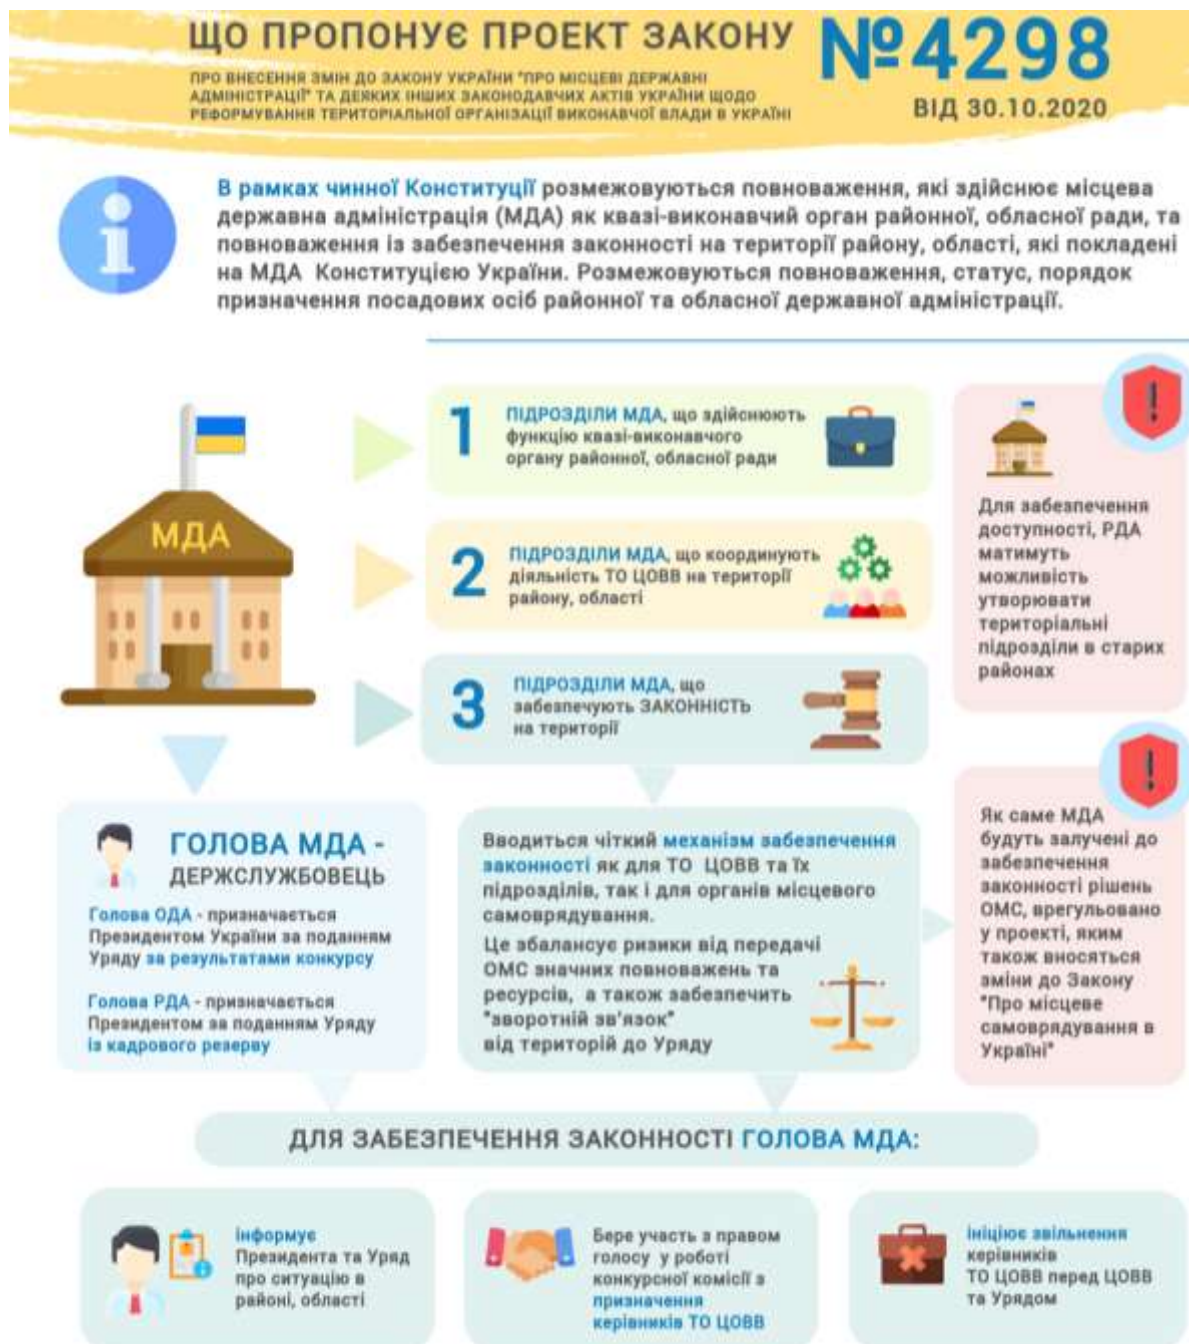 ЩО ПРОПОНУЄ ПРОЕКТ ЗАКОНУ
№4298
ПРО ВНЕСЕННЯ ЗМІН ДО ЗАКОНУ УКРАЇНИ "ПРО МІСЦЕВІ ДЕРЖАВНІ
АДМІНІСТРАЦІЇ" ТА ДЕЯКИХ ІНШИХ ЗАКОНОДАВЧИХ АКТІВ УКРАЇНИ ЩОДО
РЕФОРМУВАННЯ ТЕРИТОРІАЛЬНОЇ ОРГАНІЗАЦІЇ ВИКОНАВЧОЇ ВЛАДИ В УКРАЇНІ
ВІД 30.10.2020
В рамках чинної Конституції розмежовуються повноваження, які здійснює місцева
державна адміністрація (МДА) як квазі-виконавчий орган районної, обласної ради, та
повноваження із забезпечення законності на території району, області, які покладені
на МДА Конституцією України. Розмежовуються повноваження, статус, порядок
призначення посадових осіб районної та обласної державної адміністрації.
МДА
1
ПІДРОЗДІЛИ МДА, що здійснюють
функцію квазі-виконавчого
органу районної, обласної ради
2
ПІДРОЗДІЛИ МДА, що координують
діяльність ТО ЦОВВ на території
району, області
3
ПІДРОЗДІЛИ МДА, що
забезпечують ЗАКОННІСТЬ
на території
Для забезпечення
доступності, РДА
матимуть
можливість
утворювати
територіальні
підрозділи в старих
районах
ГОЛОВА МДА -
ДЕРЖСЛУЖБОВЕЦЬ
Голова ОДА - призначається
Президентом України за поданням
Уряду за результатами конкурсу
Голова РДА - призначається
Президентом за поданням Уряду
із кадрового резерву
Вводиться чіткий механізм забезпечення
законності як для ТО ЦОВВ та їх
підрозділів, так і для органів місцевого
самоврядування.
Це збалансує ризики від передачі
ОМС значних повноважень та
ресурсів, а також забезпечить
"зворотній зв'язок"
від територій до Уряду
Як саме МДА
будуть залучені до
забезпечення
законності рішень
ОМС, врегульовано
у проекті, яким
також вносяться
зміни до Закону
"Про місцеве
самоврядування в
Україні"
ДЛЯ ЗАБЕЗПЕЧЕННЯ ЗАКОННОСТІ ГОЛОВА МДА:
інформує
Президента та Уряд
про ситуацію в
районі, області
Бере участь з правом
голосу у роботі
конкурсної комісії з
призначення
керівників ТО ЦОВВ
ініціює звільнення
керівників
ТО ЦОВВ перед ЦОВВ
та Урядом